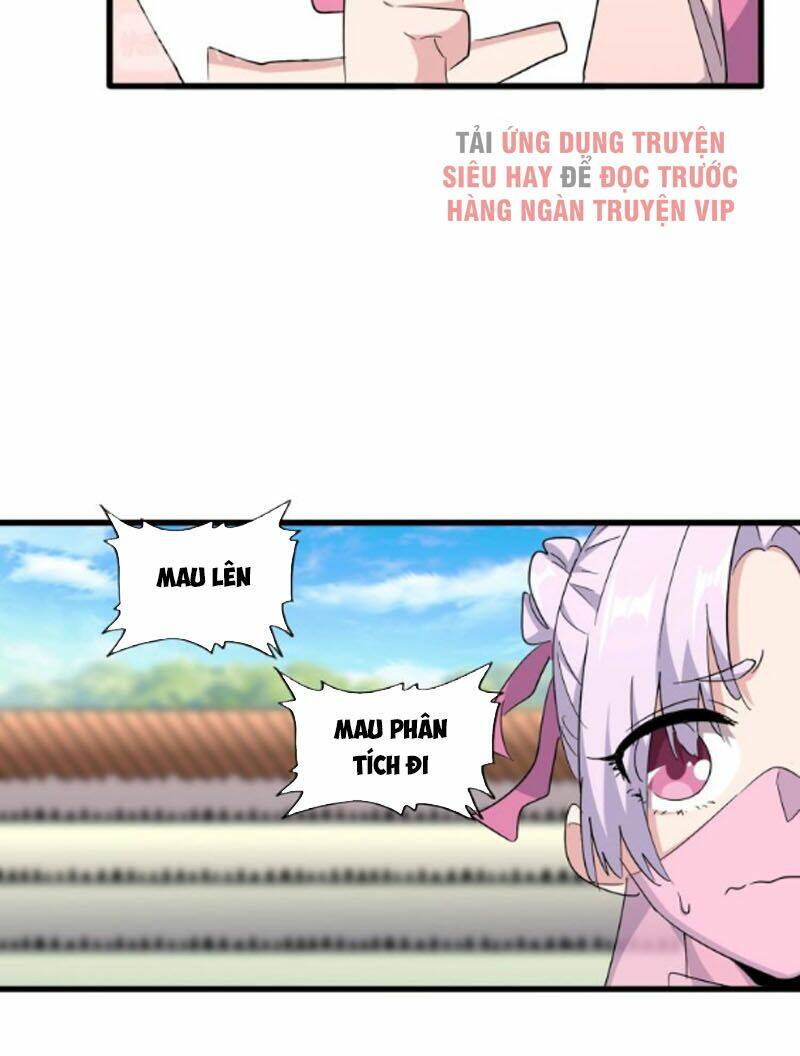 TẢI ỨNG DỤNG TRUYỆN
SIÊU HAY ĐỂ ĐỌC TRƯỚC
HÀNG NGÀN TRUYỆN VIP
MAU LÊN
MAU PHÂN
TÍCH ĐI